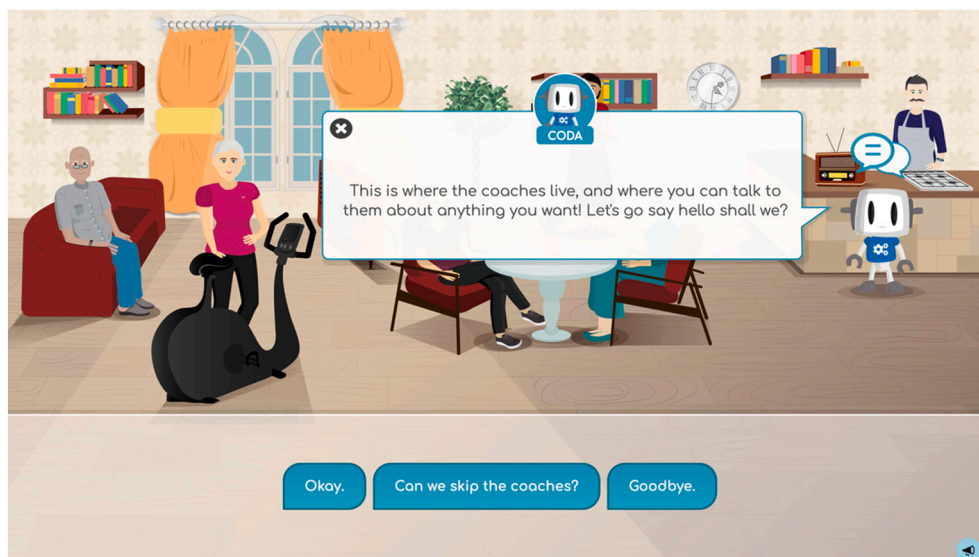 CODA
This is where the coaches live, and where you can talk to
them about anything you want! Let's go say hello shall we?
Okay.
Can we skip the coaches?
Goodbye.